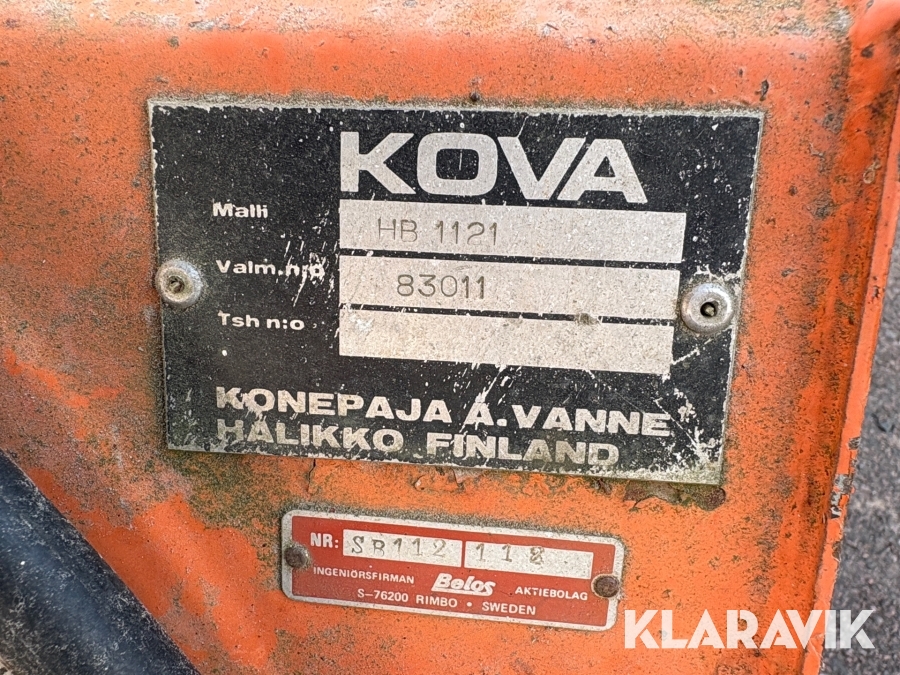 KOVA
Malli HB 1121
Valm.n:o 83011
Tsh n:o
KONEPAJA A.VANNE
HALIKKO FINLAND
NR: SB112
INGENIÖRSFIRMAN Belos AKTIEBOLAG
S-76200 RIMBO • SWEDEN
KLARAVIK